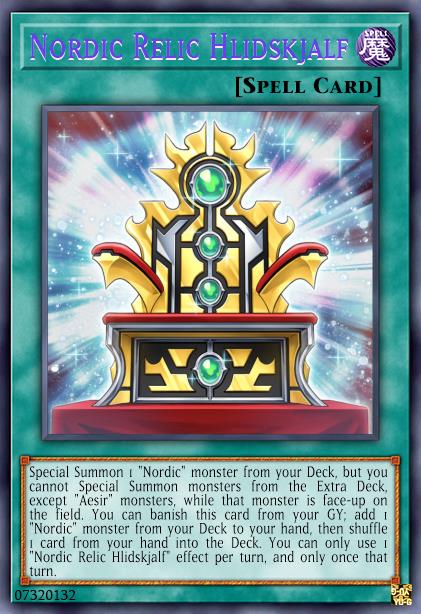 Nordic Relic Hlidskjalf
SPELL
魔
[Spell Card]
Special Summon 1 "Nordic" monster from your Deck, but you
cannot Special Summon monsters from the Extra Deck,
except "Aesir" monsters, while that monster is face-up on
the field. You can banish this card from your GY; add 1
"Nordic" monster from your Deck to your hand, then shuffle
1 card from your hand into the Deck. You can only use 1
"Nordic Relic Hlidskjalf" effect per turn, and only once that
turn.
07320132